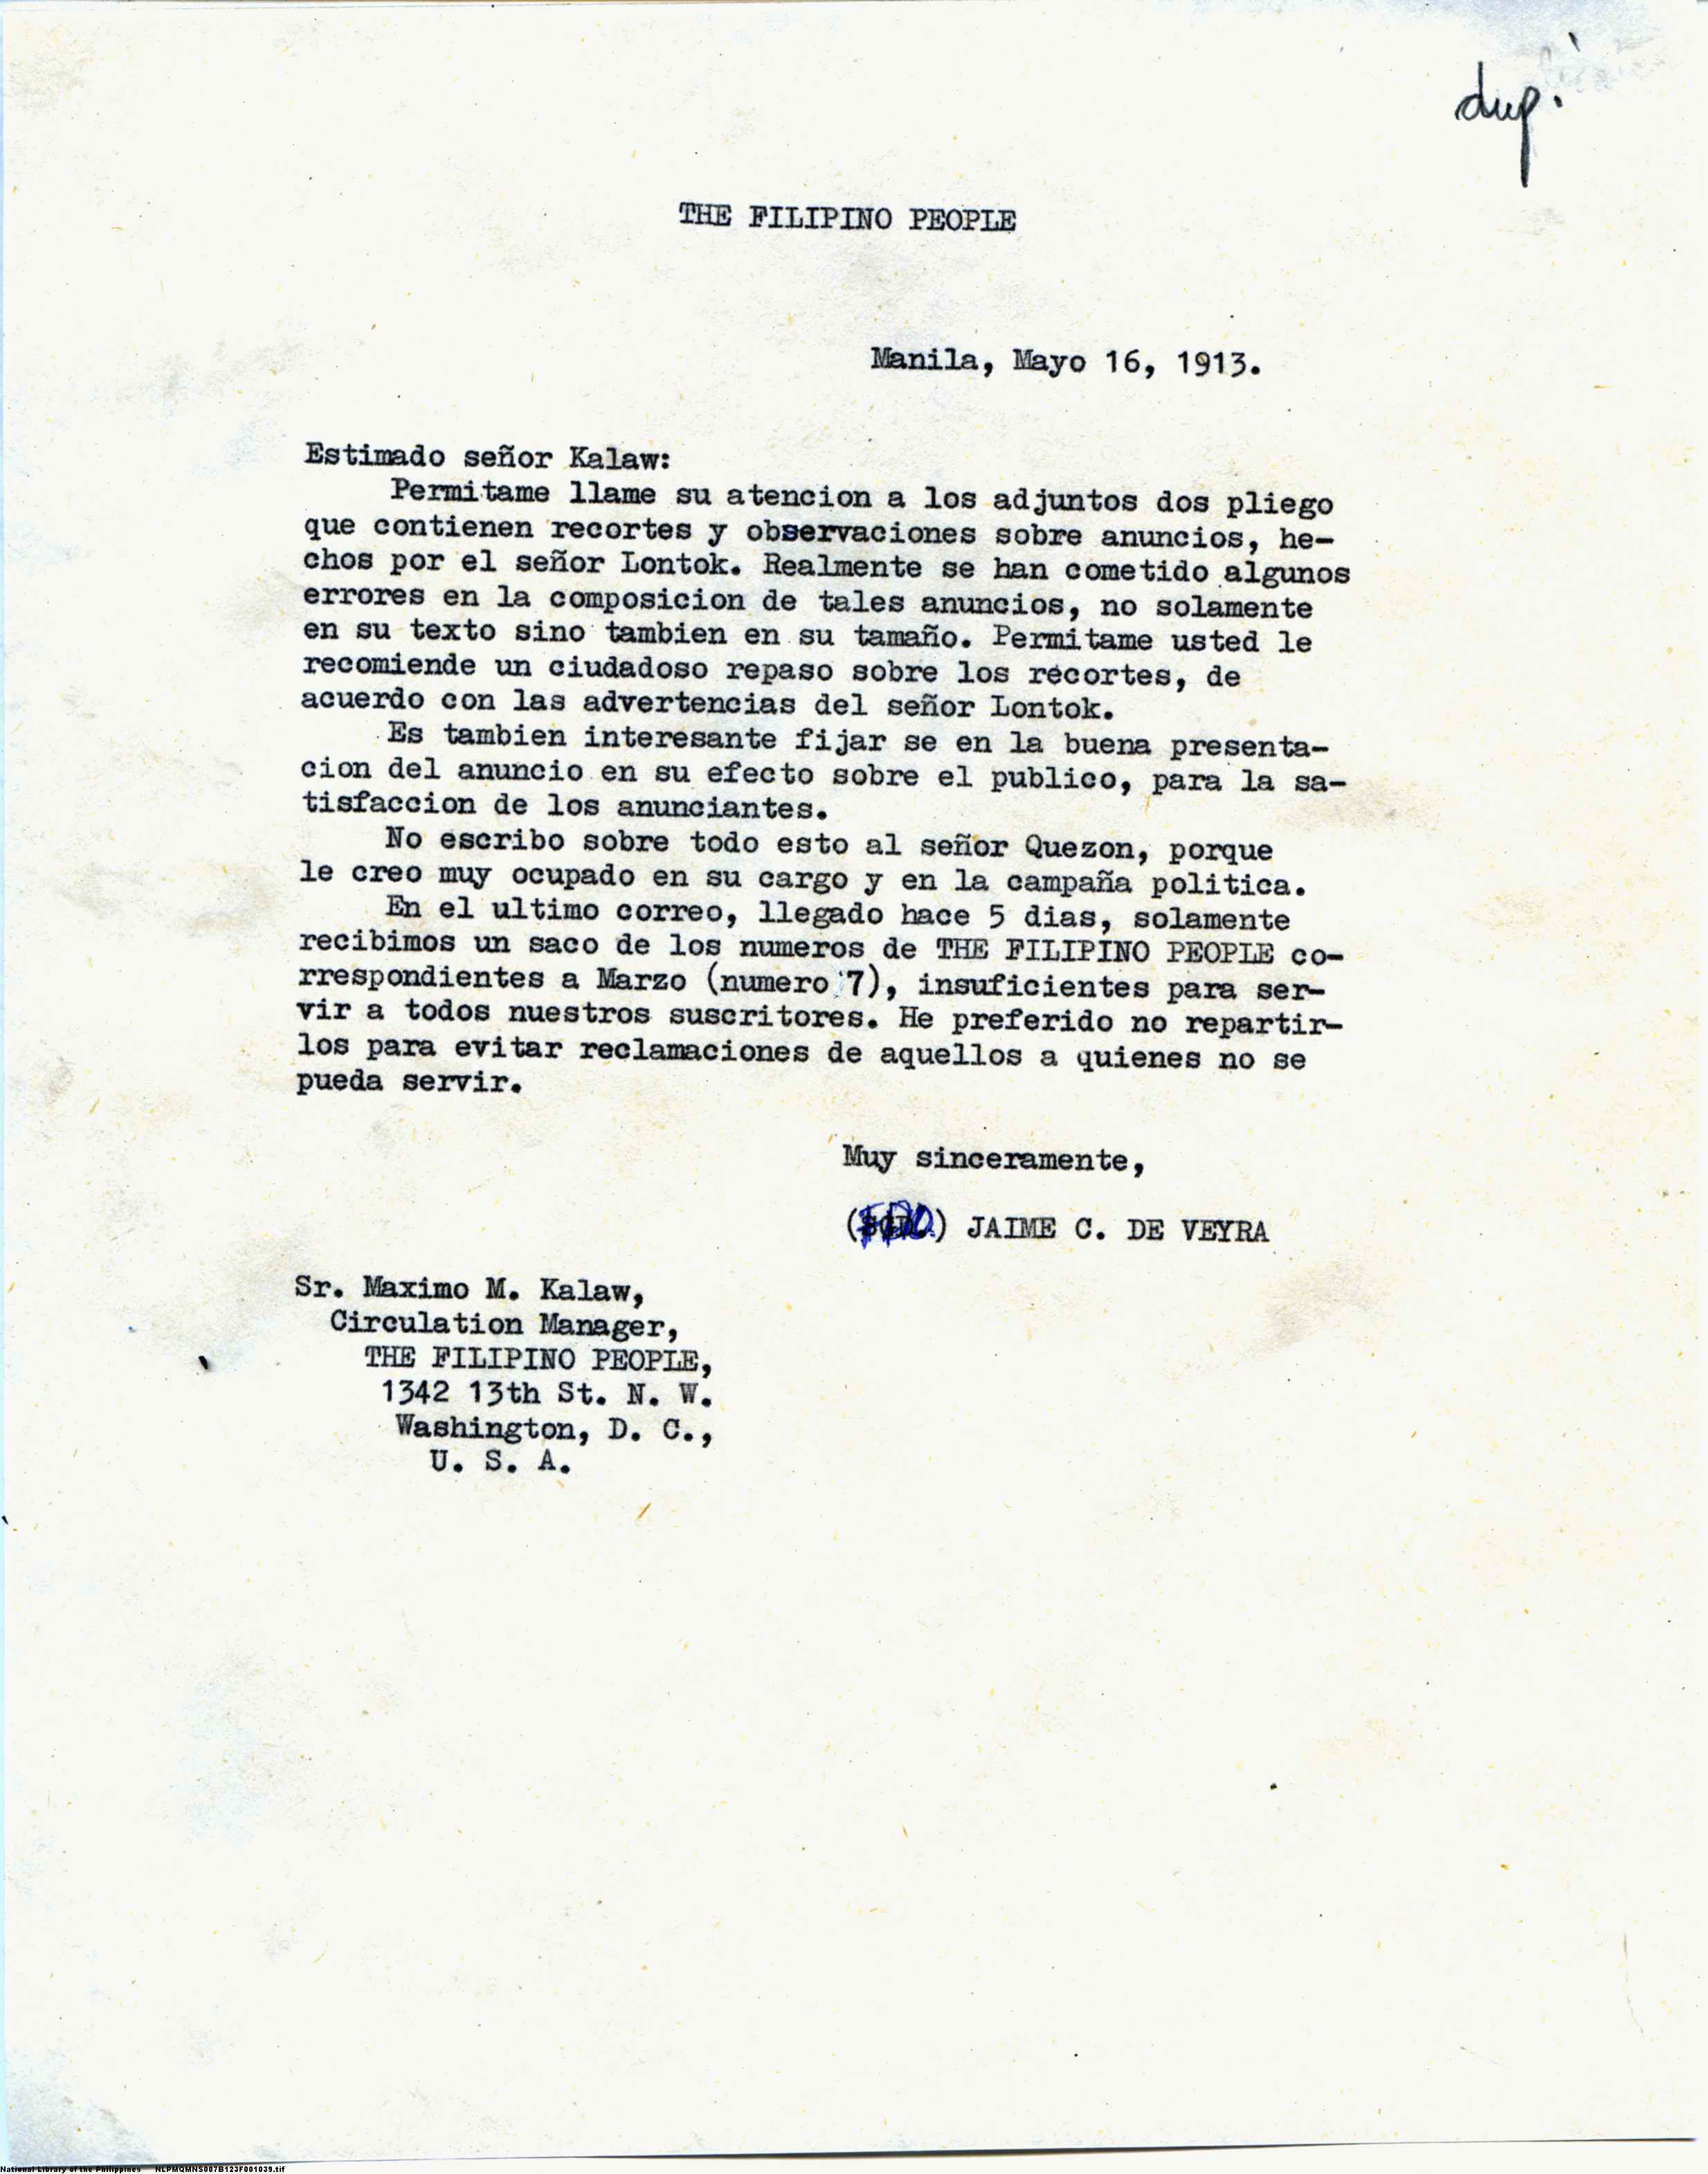 dup.
THE FILIPINO PEOPLE
Manila, Mayo 16, 1913.
Estimado señor Kalaw:
Permitame llame su atencion a los adjuntos dos pliego
que contienen recortes y observaciones sobre anuncios, he-
chos por el señor Lontok. Realmente se han cometido algunos
errores en la composicion de tales anuncios, no solamente
en su texto sino tambien en su tamaño. Permitame usted le
recomiende un ciudadoso repaso sobre los recortes, de
acuerdo con las advertencias del señor Lontok.
Es tambien interesante fijar se en la buena presenta-
cion del anuncio en su efecto sobre el publico, para la sa-
tisfaccion de los anunciantes.
No escribo sobre todo esto al señor Quezon, porque
le creo muy ocupado en su cargo y en la campaña politica.
En el ultimo correo, llegado hace 5 dias, solamente
recibimos un saco de los numeros de THE FILIPINO PEOPLE co-
rrespondientes a Marzo (numero 7), insuficientes para ser-
vir a todos nuestros suscritores. He preferido no repartir-
los para evitar reclamaciones de aquellos a quienes no se
pueda servir.
Muy sinceramente,
(FDO.) JAIME C. DE VEYRA
Sr. Maximo M. Kalaw,
Circulation Manager,
THE FILIPINO PEOPLE,
1342 13th St. N. W.
Washington, D. C.,
U. S. A.
National Library of the Philippines NLPMQMNS007B123F001039.tif